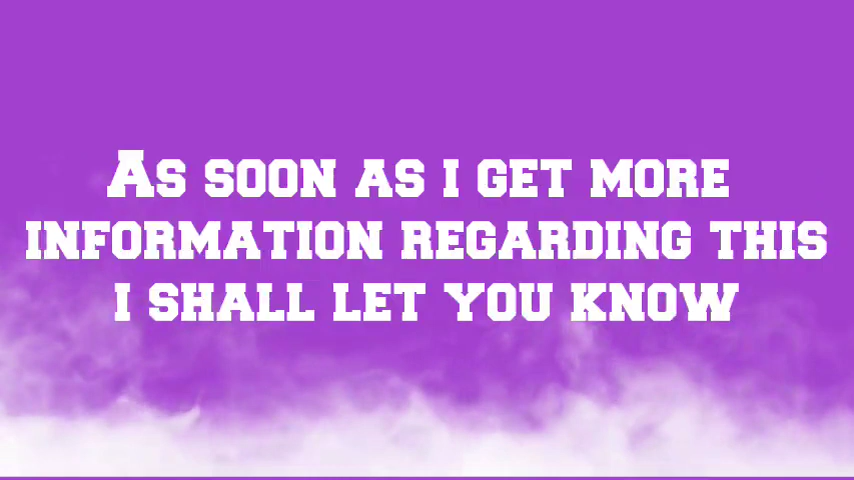 As soon as i get more
information regarding this
i shall let you know